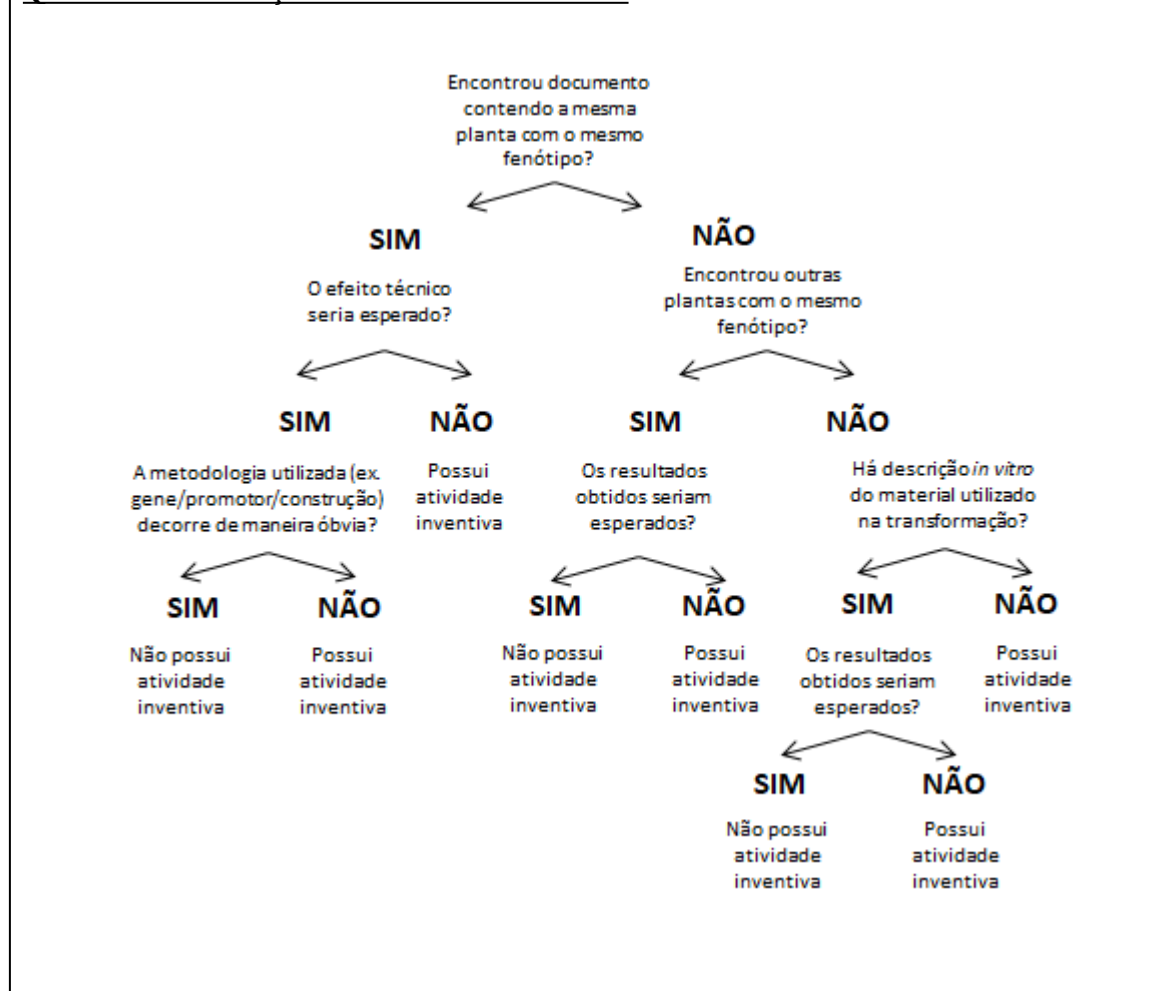 Encontrou documento
contendo a mesma
planta com o mesmo
fenótipo?
SIM
NÃO
O efeito técnico
seria esperado?
Encontrou outras
plantas com o mesmo
fenótipo?
SIM
NÃO
SIM
NÃO
A metodologia utilizada (ex.
gene/promotor/construção)
decorre de maneira óbvia?
Possui
atividade
inventiva
Os resultados
obtidos seriam
esperados?
Há descrição in vitro
do material utilizado
na transformação?
SIM
NÃO
SIM
NÃO
SIM
NÃO
Não possui
atividade
inventiva
Possui
atividade
inventiva
Não possui
atividade
inventiva
Possui
atividade
inventiva
Os resultados
obtidos seriam
esperados?
Possui
atividade
inventiva
SIM
NÃO
Não possui
atividade
inventiva
Possui
atividade
inventiva